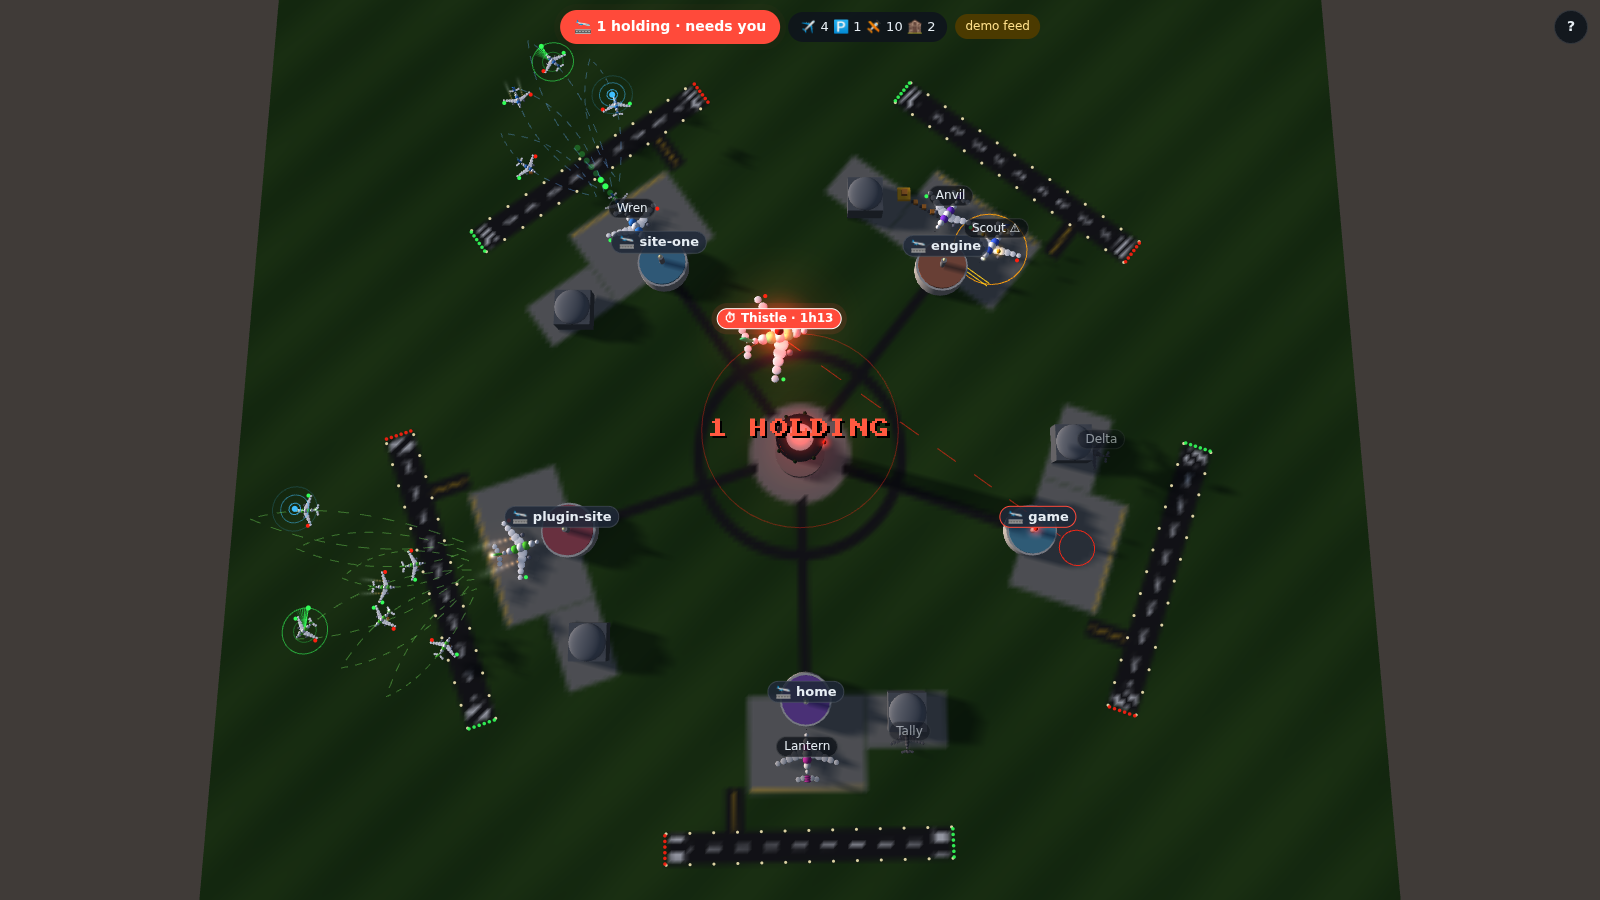 1 holding · needs you
4 P 1 10 2
demo feed
?
Wren
site-one
Anvil
Scout ⚠
engine
Thistle · 1h13
1 HOLDING
Delta
plugin-site
game
home
Tally
Lantern